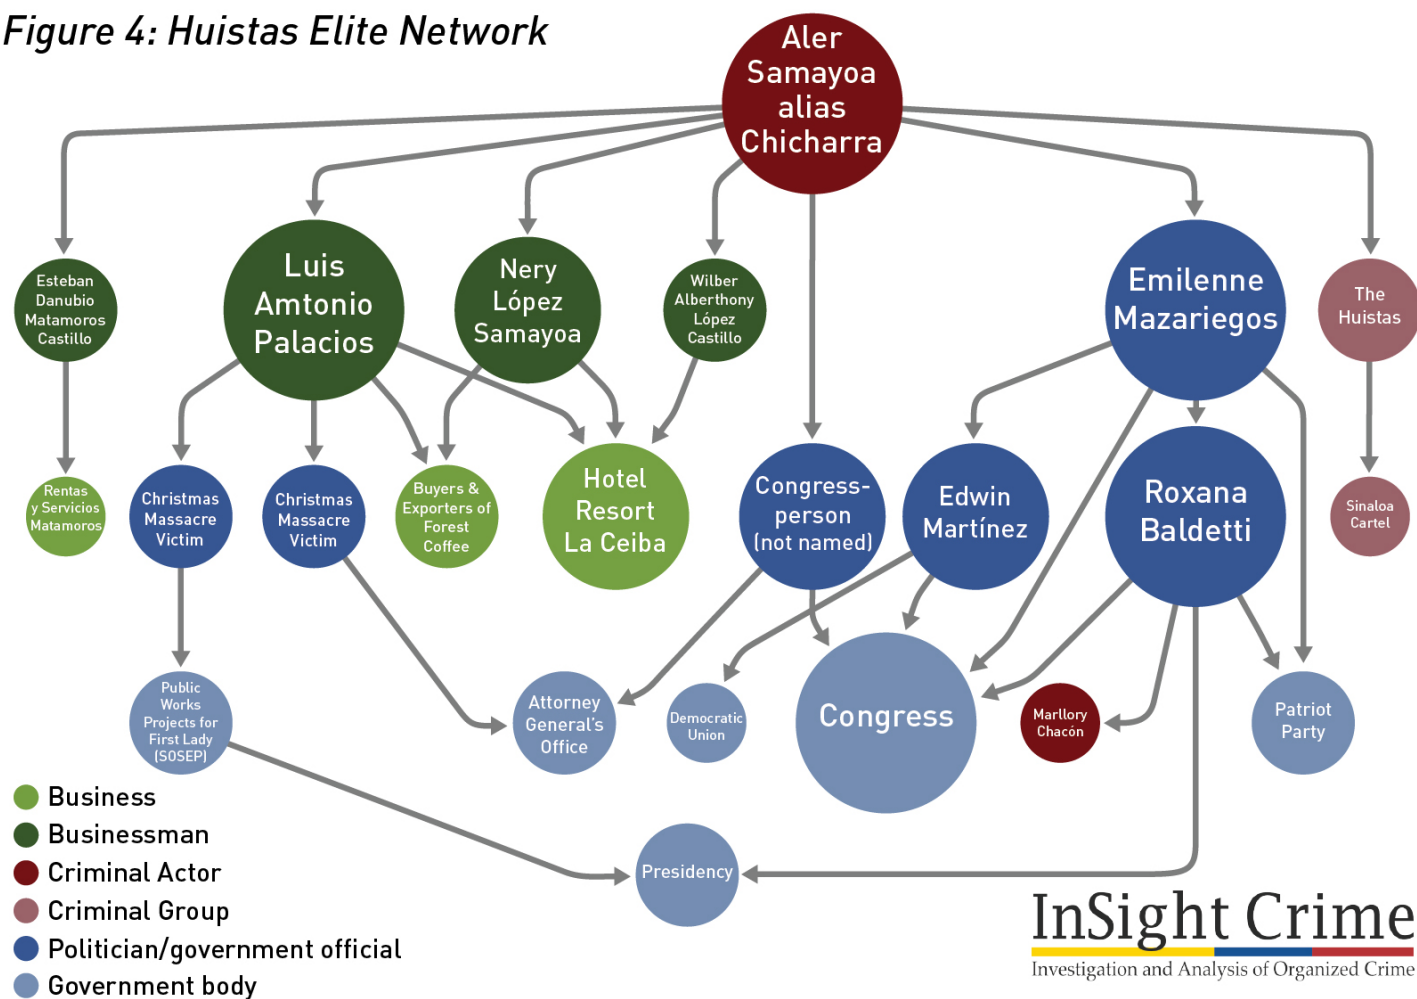 Figure 4: Huistas Elite Network
Aler
Samayoa
alias
Chicharra
Esteban
Danubio
Matamoros
Castillo
Luis
Amtonio
Palacios
Nery
López
Samayoa
Wilber
Alberthony
López
Castillo
Emilenne
Mazariegos
The
Huistas
Rentas
y Servicios
Matamoros
Christmas
Massacre
Victim
Christmas
Massacre
Victim
Buyers &
Exporters of
Forest
Coffee
Hotel
Resort
La Ceiba
Congress-
person
(not named)
Edwin
Martínez
Roxana
Baldetti
Sinaloa
Cartel
Public
Works
Projects for
First Lady
(SOSEP)
Attorney
General's
Office
Democratic
Union
Congress
Marllory
Chacón
Patriot
Party
Presidency
Business
Businessman
Criminal Actor
Criminal Group
Politician/government official
Government body
InSight Crime
Investigation and Analysis of Organized Crime